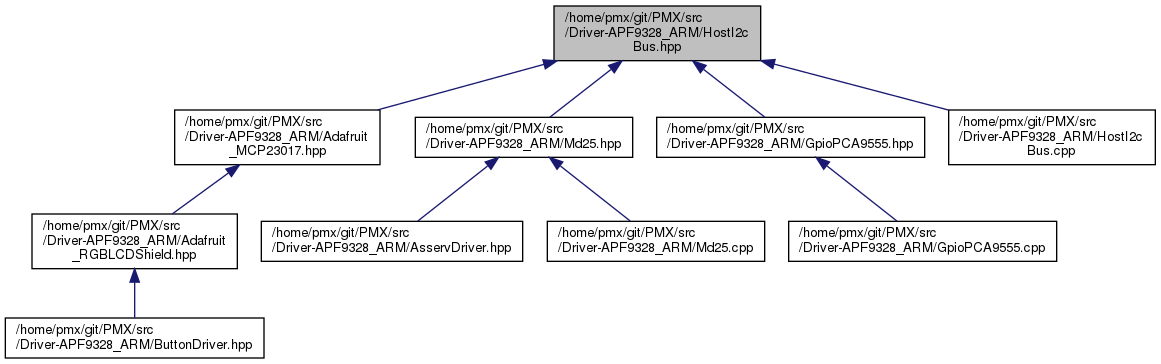 /home/pmx/git/PMX/src
/Driver-APF9328_ARM/HostI2c
Bus.hpp
/home/pmx/git/PMX/src
/Driver-APF9328_ARM/Adafruit
_MCP23017.hpp
/home/pmx/git/PMX/src
/Driver-APF9328_ARM/Md25.hpp
/home/pmx/git/PMX/src
/Driver-APF9328_ARM/GpioPCA9555.hpp
/home/pmx/git/PMX/src
/Driver-APF9328_ARM/HostI2c
Bus.cpp
/home/pmx/git/PMX/src
/Driver-APF9328_ARM/Adafruit
_RGBLCDShield.hpp
/home/pmx/git/PMX/src
/Driver-APF9328_ARM/AsservDriver.hpp
/home/pmx/git/PMX/src
/Driver-APF9328_ARM/Md25.cpp
/home/pmx/git/PMX/src
/Driver-APF9328_ARM/GpioPCA9555.cpp
/home/pmx/git/PMX/src
/Driver-APF9328_ARM/ButtonDriver.hpp